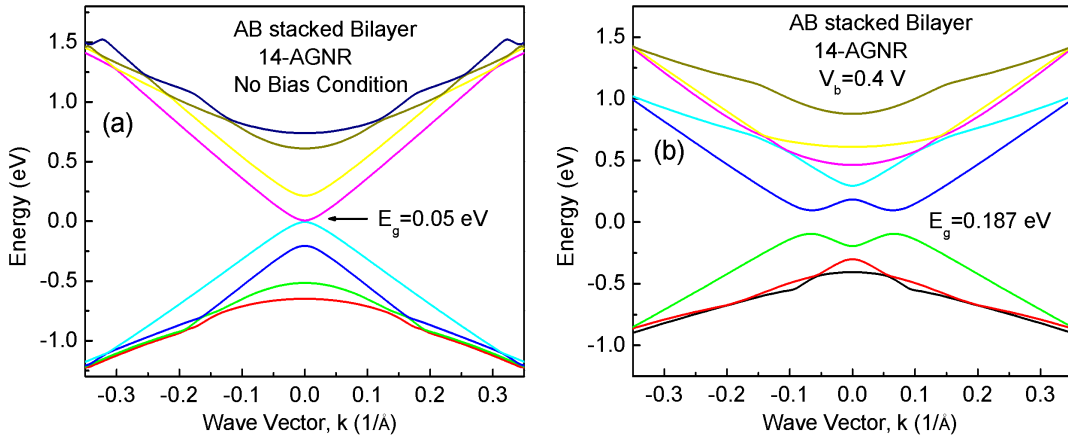 AB stacked Bilayer
14-AGNR
No Bias Condition
(a)
E_g=0.05 eV
1.5
1.0
0.5
0.0
-0.5
-1.0
Energy (eV)
-0.3 -0.2 -0.1 0.0 0.1 0.2 0.3
Wave Vector, k (1/Å)
AB stacked Bilayer
14-AGNR
V_b=0.4 V
(b)
E_g=0.187 eV
1.5
1.0
0.5
0.0
-0.5
-1.0
Energy (eV)
-0.3 -0.2 -0.1 0.0 0.1 0.2 0.3
Wave Vector, k (1/Å)